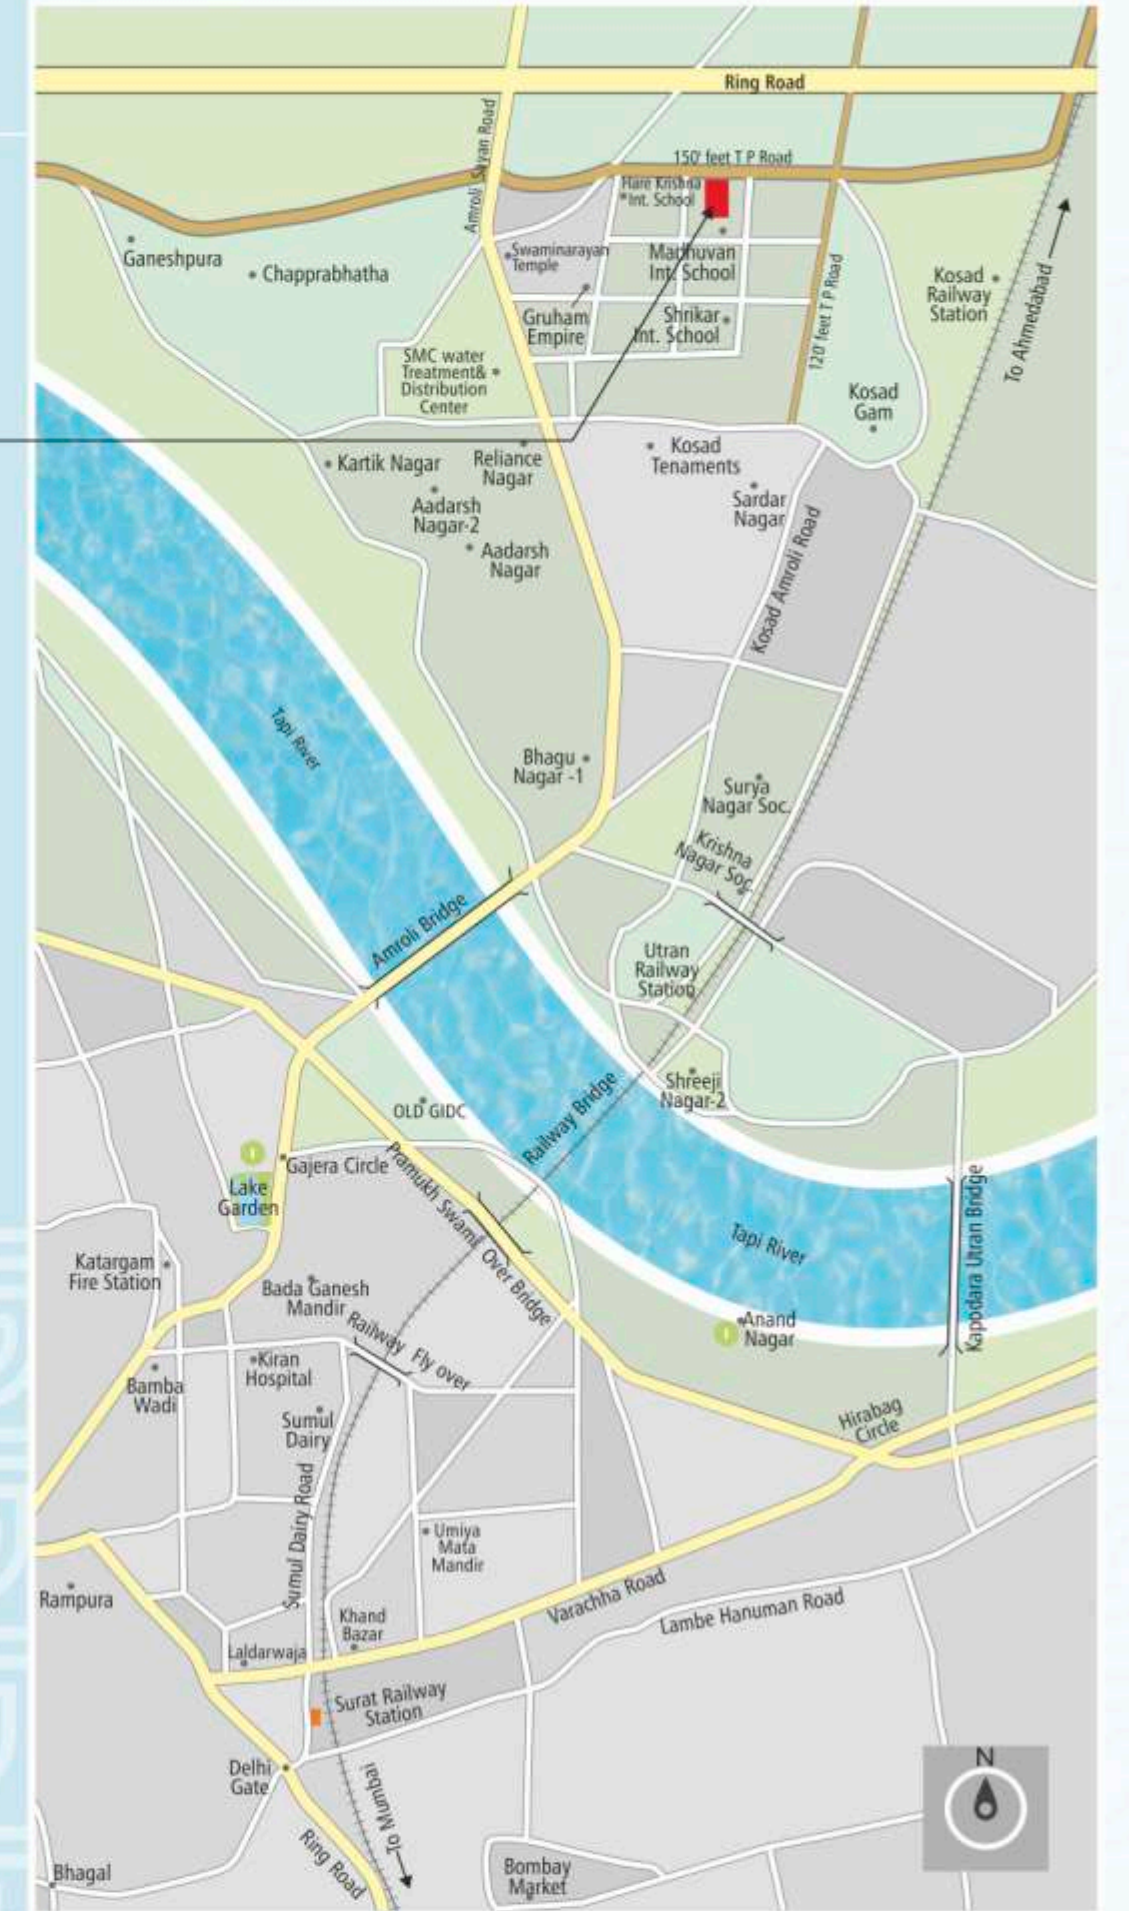 Ring Road
Amroli Sayan Road
150' feet T P Road
Hare Krishna
Int. School
Ganeshpura
Chapprabhatha
Swaminarayan
Temple
Madhuvan
Int. School
Kosad
Railway
Station
To Ahmedabad
120' feet T P Road
Gruham
Empire
Shrikar
Int. School
SMC water
Treatment&
Distribution
Center
Kosad
Gam
Kartik Nagar
Reliance
Nagar
Kosad
Tenaments
Aadarsh
Nagar-2
Sardar
Nagar
Aadarsh
Nagar
Kosad Amroli Road
Tapi River
Bhagu
Nagar -1
Surya
Nagar Soc.
Krishna
Nagar Soc.
Amroli Bridge
Utran
Railway
Station
Shreeji
Nagar-2
OLD GIDC
Railway Bridge
Gajera Circle
Pramukh Swami Over Bridge
Lake
Garden
Tapi River
Kapodara Utran Bridge
Katargam
Fire Station
Bada Ganesh
Mandir
Railway Fly over
Anand
Nagar
Kiran
Hospital
Bamba
Wadi
Sumul
Dairy
Hirabag
Circle
Sumul Dairy Road
Umiya
Mata
Mandir
Rampura
Varachha Road
Khand
Bazar
Lambe Hanuman Road
Laldarwaja
Surat Railway
Station
Delhi
Gate
To Mumbai
N
Ring Road
Bhagal
Bombay
Market